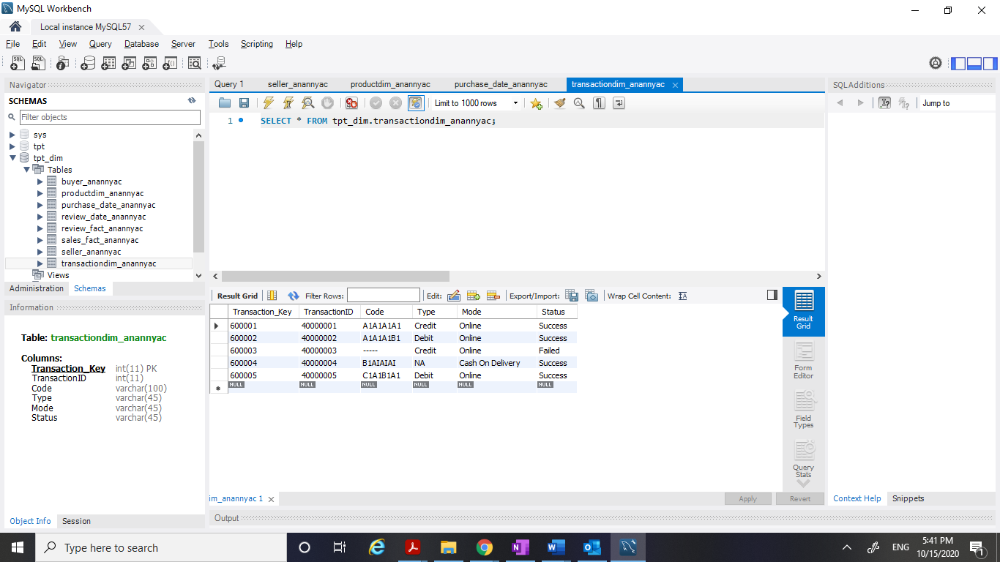 MySQL Workbench
Local instance MySQL57
File Edit View Query Database Server Tools Scripting Help
Navigator
SCHEMAS
Filter objects
sys
tpt
tpt_dim
Tables
buyer_anannyac
productdim_anannyac
purchase_date_anannyac
review_date_anannyac
review_fact_anannyac
sales_fact_anannyac
seller_anannyac
transactiondim_anannyac
Views
Administration Schemas
Information
Table: transactiondim_anannyac
Columns:
Transaction_Key int(11) PK
TransactionID int(11)
Code varchar(100)
Type varchar(45)
Mode varchar(45)
Status varchar(45)
Object Info Session
Query 1 seller_anannyac productdim_anannyac purchase_date_anannyac transactiondim_anannyac
Limit to 1000 rows
1 SELECT * FROM tpt_dim.transactiondim_anannyac;
Result Grid Filter Rows: Edit: Export/Import: Wrap Cell Content:
Transaction_Key TransactionID Code Type Mode Status
600001 40000001 A1A1A1A1 Credit Online Success
600002 40000002 A1A1A1B1 Debit Online Success
600003 40000003 ----- Credit Online Failed
600004 40000004 B1AIAIAI NA Cash On Delivery Success
600005 40000005 C1A1B1A1 Debit Online Success
NULL NULL NULL NULL NULL NULL
Result
Grid
Form
Editor
Field
Types
Query
Stats
im_anannyac 1
Apply Revert
Output
SQLAdditions
Jump to
Context Help Snippets
Type here to search
ENG
5:41 PM
10/15/2020
1